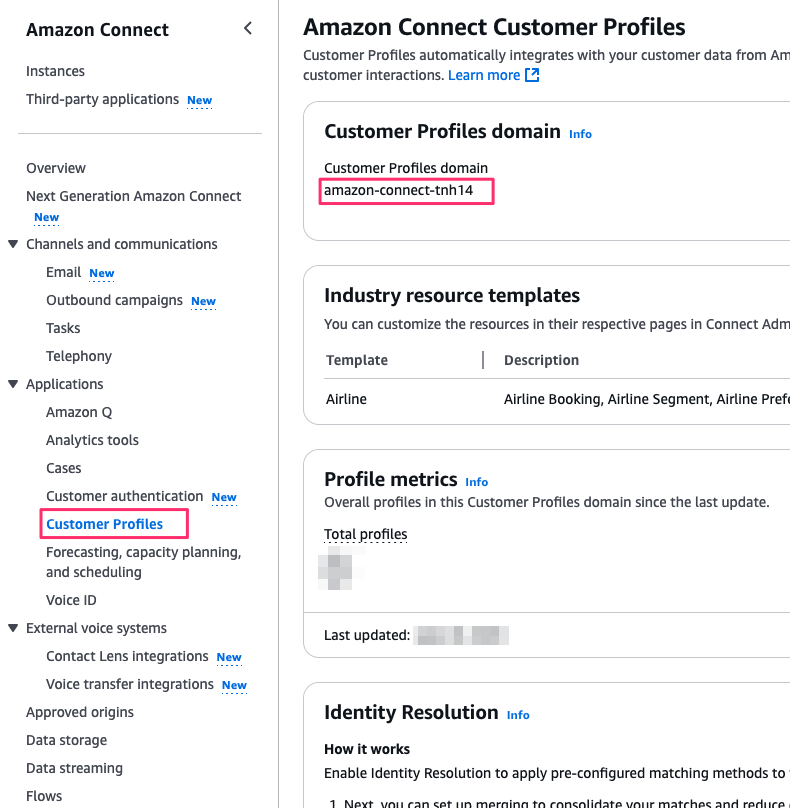 Amazon Connect
Instances
Third-party applications New
Overview
Next Generation Amazon Connect
New
Channels and communications
Email New
Outbound campaigns New
Tasks
Telephony
Applications
Amazon Q
Analytics tools
Cases
Customer authentication New
Customer Profiles
Forecasting, capacity planning,
and scheduling
Voice ID
External voice systems
Contact Lens integrations New
Voice transfer integrations New
Approved origins
Data storage
Data streaming
Flows
Amazon Connect Customer Profiles
Customer Profiles automatically integrates with your customer data from Am
customer interactions. Learn more
Customer Profiles domain Info
Customer Profiles domain
amazon-connect-tnh14
Industry resource templates
You can customize the resources in their respective pages in Connect Adm
Template Description
Airline Airline Booking, Airline Segment, Airline Prefe
Profile metrics Info
Overall profiles in this Customer Profiles domain since the last update.
Total profiles
Last updated:
Identity Resolution Info
How it works
Enable Identity Resolution to apply pre-configured matching methods to
1. Next, you can set up merging to consolidate your matches and reduce